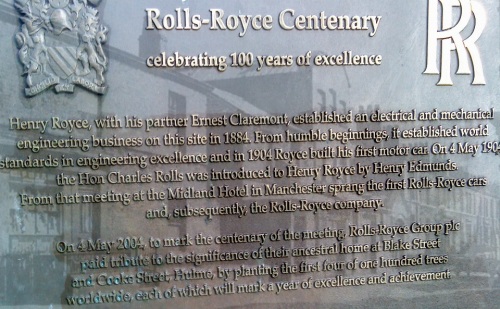 Rolls-Royce Centenary
RR
celebrating 100 years of excellence
Henry Royce, with his partner Ernest Claremont, established an electrical and mechanical
engineering business on this site in 1884. From humble beginnings, it established world
standards in engineering excellence and in 1904 Royce built his first motor car. On 4 May 1904
the Hon Charles Rolls was introduced to Henry Royce by Henry Edmunds.
From that meeting at the Midland Hotel in Manchester sprang the first Rolls-Royce cars
and, subsequently, the Rolls-Royce company.
On 4 May 2004, to mark the centenary of the meeting, Rolls-Royce Group plc
paid tribute to the significance of their ancestral home at Blake Street
and Cooke Street, Hulme, by planting the first four of one hundred trees
worldwide, each of which will mark a year of excellence and achievement